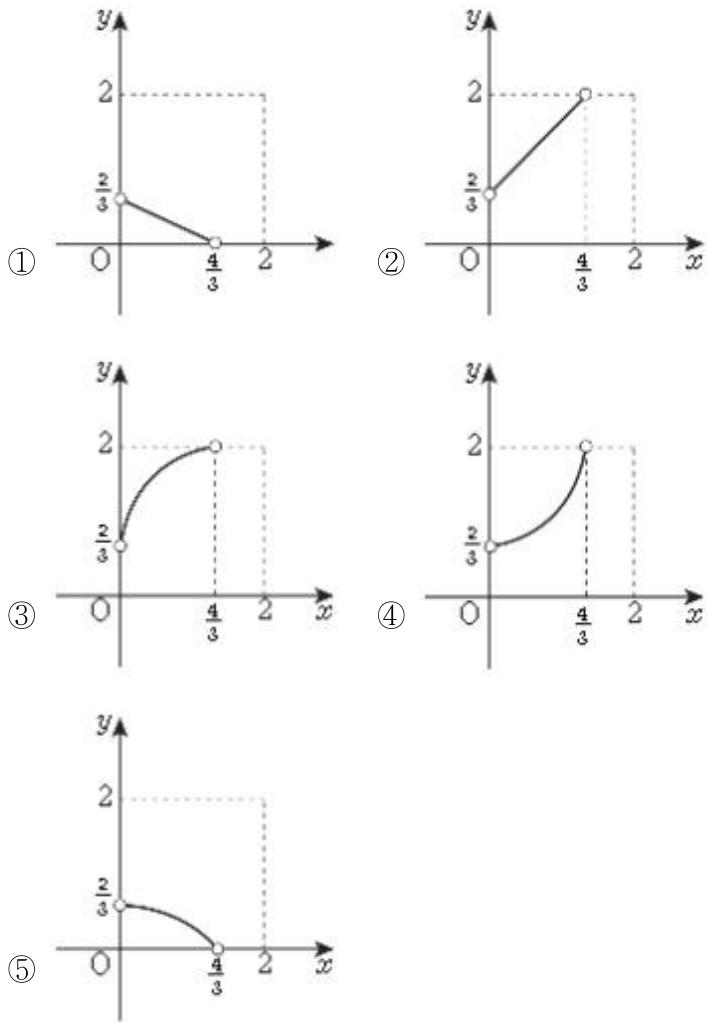 y
2
2/3
① O 4/3 2
y
2
2/3
② O 4/3 2 x
y
2
2/3
③ O 4/3 2 x
y
2
2/3
④ O 4/3 2 x
y
2
2/3
⑤ O 4/3 2 x